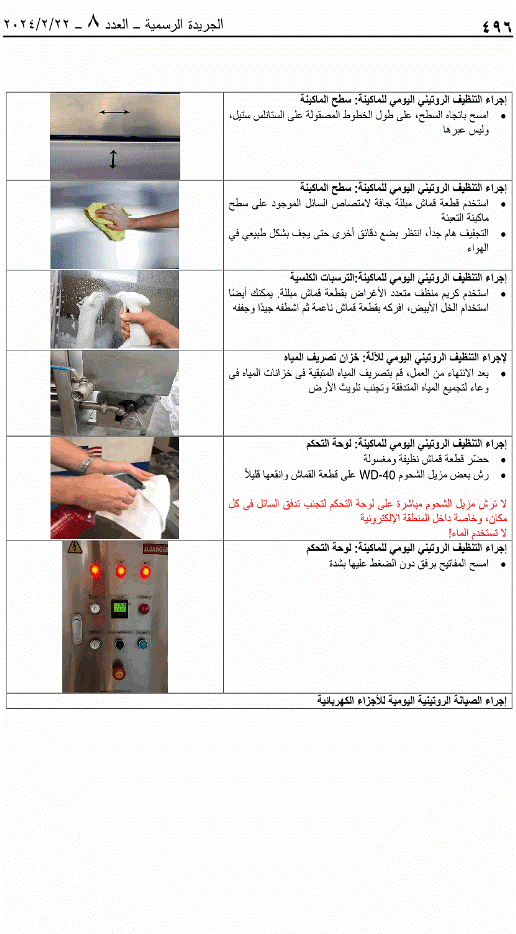 ٤٩٦
الجريدة الرسمية – العدد ٨ – ٢٠٢٤/٢/٢٢
إجراء التنظيف الروتيني اليومي للماكينة: سطح الماكينة
• امسح باتجاه السطح، على طول الخطوط المصقولة على الستانلس ستيل،
وليس عبرها
إجراء التنظيف الروتيني اليومي للماكينة: سطح الماكينة
• استخدم قطعة قماش مبللة جافة لامتصاص السائل الموجود على سطح
ماكينة التعبئة
• التجفيف هام جداً، انتظر بضع دقائق أخرى حتى يجف بشكل طبيعي في
الهواء
إجراء التنظيف الروتيني اليومي للماكينة:الترسبات الكلسية
• استخدم كريم منظف متعدد الأغراض بقطعة قماش مبللة. يمكنك أيضًا
استخدام الخل الأبيض، افركه بقطعة قماش ناعمة ثم اشطفه جيدًا وجففه
لإجراء التنظيف الروتيني اليومي للآلة: خزان تصريف المياه
• بعد الانتهاء من العمل، قم بتصريف المياه المتبقية في خزانات المياه في
وعاء لتجميع المياه المتدفقة وتجنب تلويث الأرض
إجراء التنظيف الروتيني اليومي للماكينة: لوحة التحكم
• حضّر قطعة قماش نظيفة ومغسولة
• رش بعض مزيل الشحوم WD-40 على قطعة القماش وانقعها قليلاً
لا ترش مزيل الشحوم مباشرة على لوحة التحكم لتجنب تدفق السائل في كل
مكان، وخاصة داخل المنطقة الإلكترونية
لا تستخدم الماء!
إجراء التنظيف الروتيني اليومي للماكينة: لوحة التحكم
• امسح المفاتيح برفق دون الضغط عليها بشدة
DANGER
إجراء الصيانة الروتينية اليومية للأجزاء الكهربائية